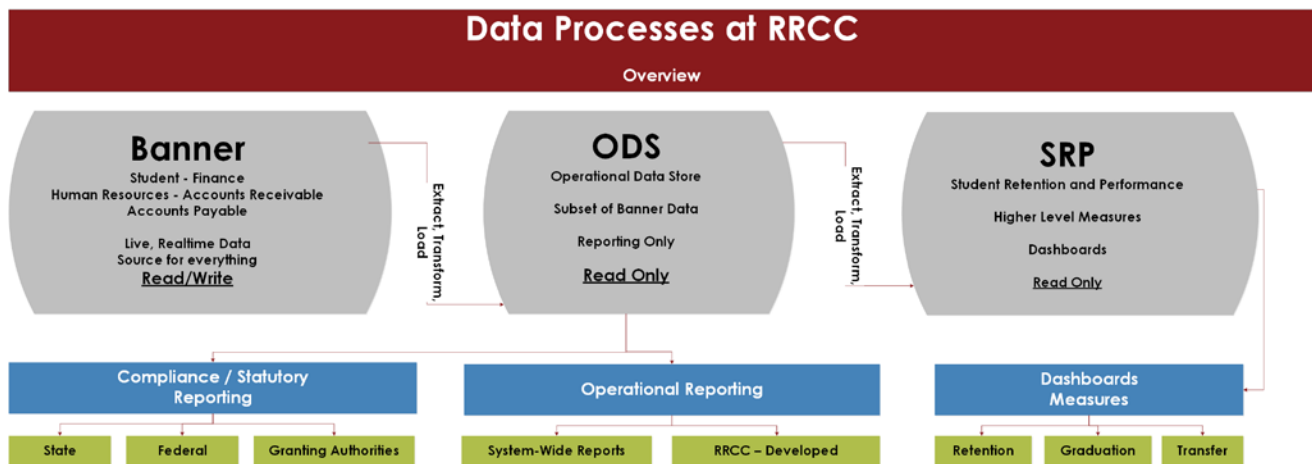 Data Processes at RRCC
Overview
Banner
Student - Finance
Human Resources - Accounts Receivable
Accounts Payable
Live, Realtime Data
Source for everything
Read/Write
Extract, Transform,
Load
ODS
Operational Data Store
Subset of Banner Data
Reporting Only
Read Only
Extract, Transform,
Load
SRP
Student Retention and Performance
Higher Level Measures
Dashboards
Read Only
Compliance / Statutory
Reporting
State
Federal
Granting Authorities
Operational Reporting
System-Wide Reports
RRCC – Developed
Dashboards
Measures
Retention
Graduation
Transfer